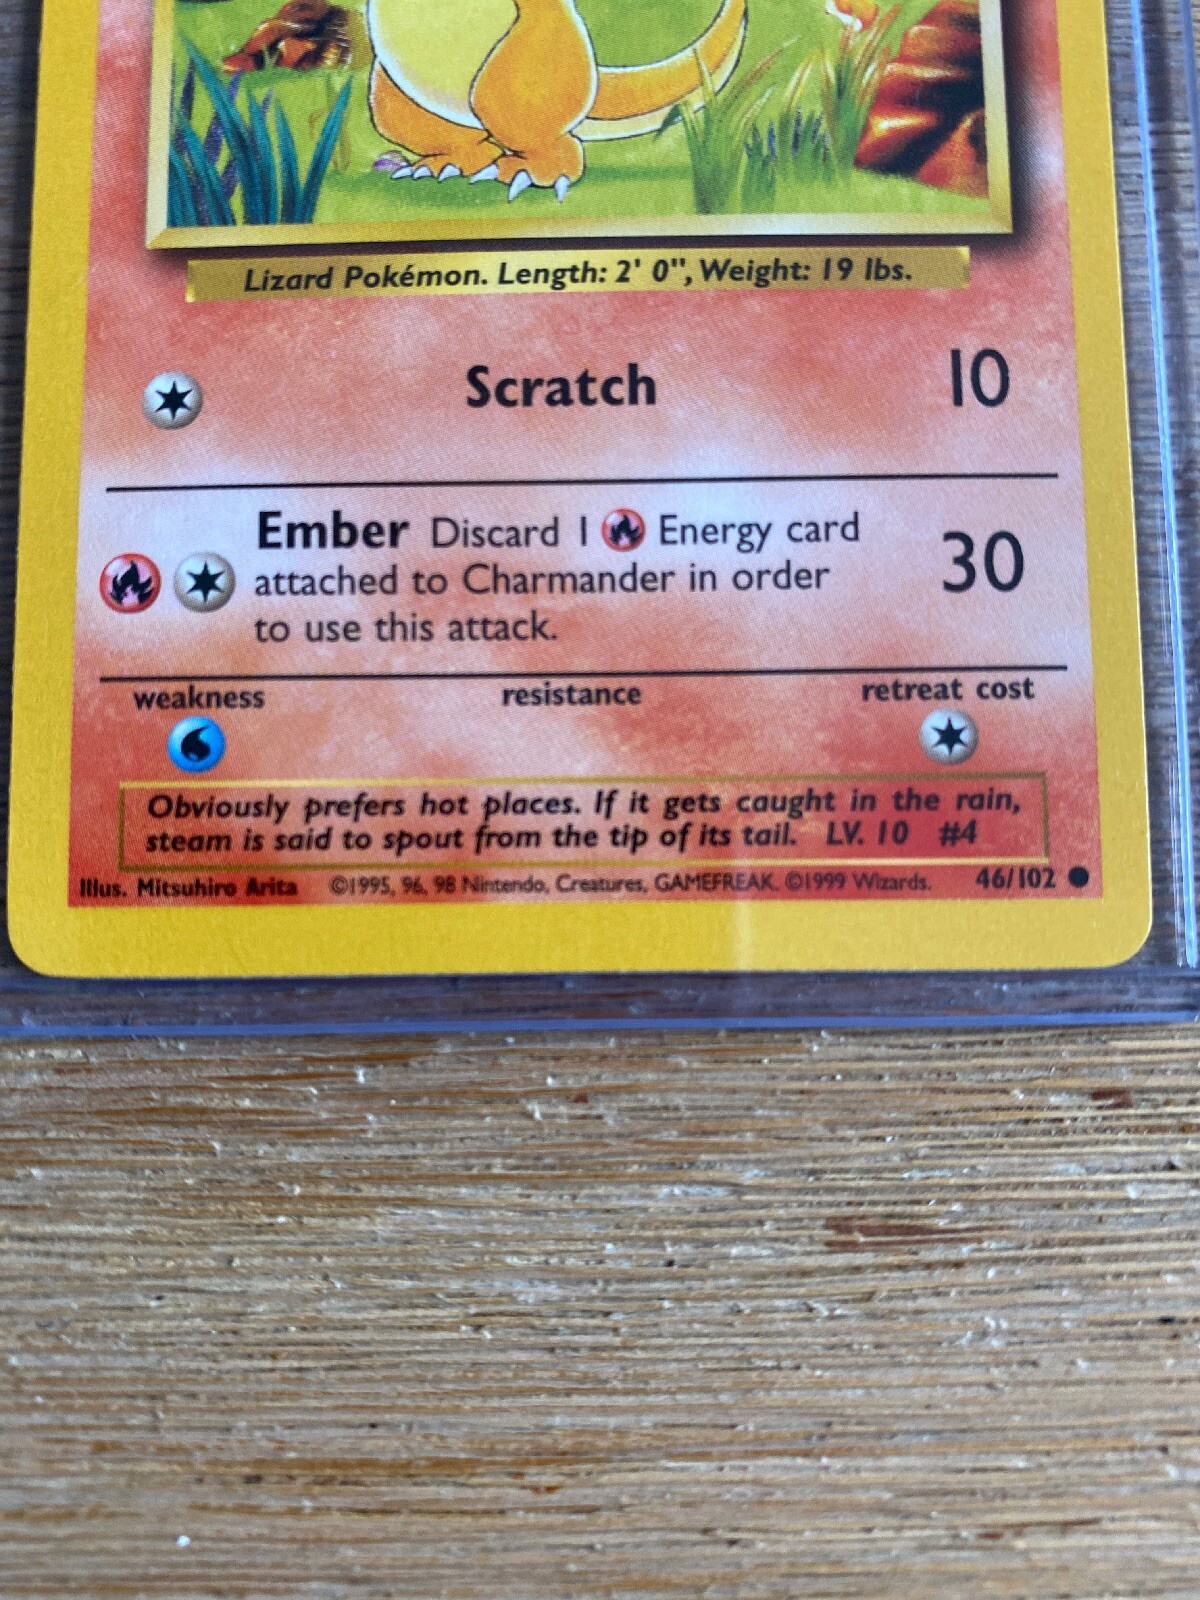 Lizard Pokémon. Length: 2' 0", Weight: 19 lbs.
Scratch 10
Ember Discard 1 Energy card
attached to Charmander in order
to use this attack.
30
weakness resistance retreat cost
Obviously prefers hot places. If it gets caught in the rain,
steam is said to spout from the tip of its tail. LV. 10 #4
Illus. Mitsuhiro Arita ©1995, 96, 98 Nintendo, Creatures, GAMEFREAK. ©1999 Wizards. 46/102